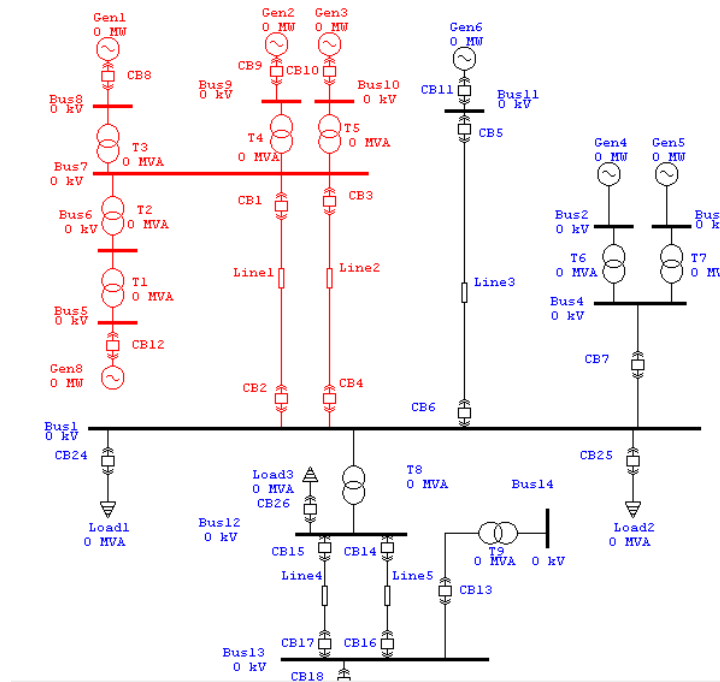 Gen1
0 MW
Gen2
0 MW
Gen3
0 MW
Gen6
0 MW
CB8
CB9
CB10
CB11
Bus8
0 kV
Bus9
0 kV
Bus10
0 kV
Bus11
0 kV
CB5
T3
0 MVA
T4
0 MVA
T5
0 MVA
Gen4
0 MW
Gen5
0 MW
Bus7
0 kV
CB1
CB3
Bus6
0 kV
T2
0 MVA
Bus2
0 kV
Bus
0 kV
T6
0 MVA
T7
0 MV
Line1
Line2
Line3
T1
0 MVA
Bus5
0 kV
Bus4
0 kV
CB12
Gen8
0 MW
CB7
CB2
CB4
CB6
Bus1
0 kV
CB24
CB25
Load3
0 MVA
CB26
T8
0 MVA
Bus14
0 kV
Load1
0 MVA
Load2
0 MVA
Bus12
0 kV
CB15
CB14
T9
0 MVA
Line4
Line5
CB13
CB17
CB16
Bus13
0 kV
CB18